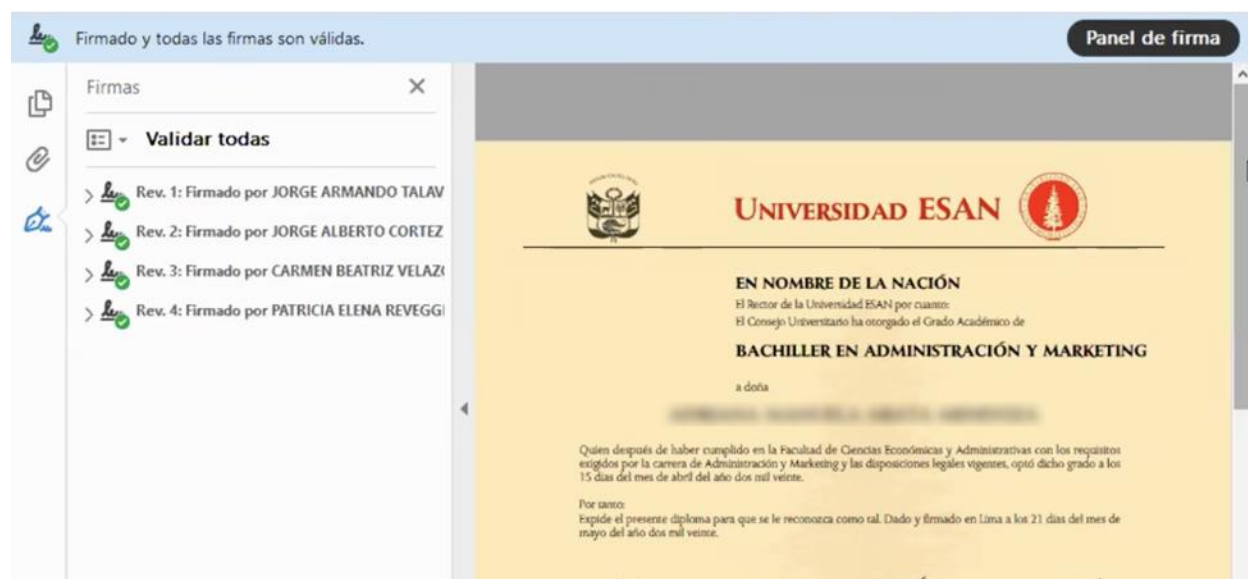 Firmado y todas las firmas son válidas.
Panel de firma
Firmas
Validar todas
Rev. 1: Firmado por JORGE ARMANDO TALAV
Rev. 2: Firmado por JORGE ALBERTO CORTEZ
Rev. 3: Firmado por CARMEN BEATRIZ VELAZ
Rev. 4: Firmado por PATRICIA ELENA REVEGG
UNIVERSIDAD ESAN
EN NOMBRE DE LA NACIÓN
El Rector de la Universidad ESAN por cuanto:
El Consejo Universitario ha otorgado el Grado Académico de
BACHILLER EN ADMINISTRACIÓN Y MARKETING
a doña
Quien después de haber cumplido en la Facultad de Ciencias Económicas y Administrativas con los requisitos
exigidos por la carrera de Administración y Marketing y las disposiciones legales vigentes, optó dicho grado a los
15 días del mes de abril del año dos mil veinte.
Por tanto:
Expide el presente diploma para que se le reconozca como tal. Dado y firmado en Lima a los 21 días del mes de
mayo del año dos mil veinte.